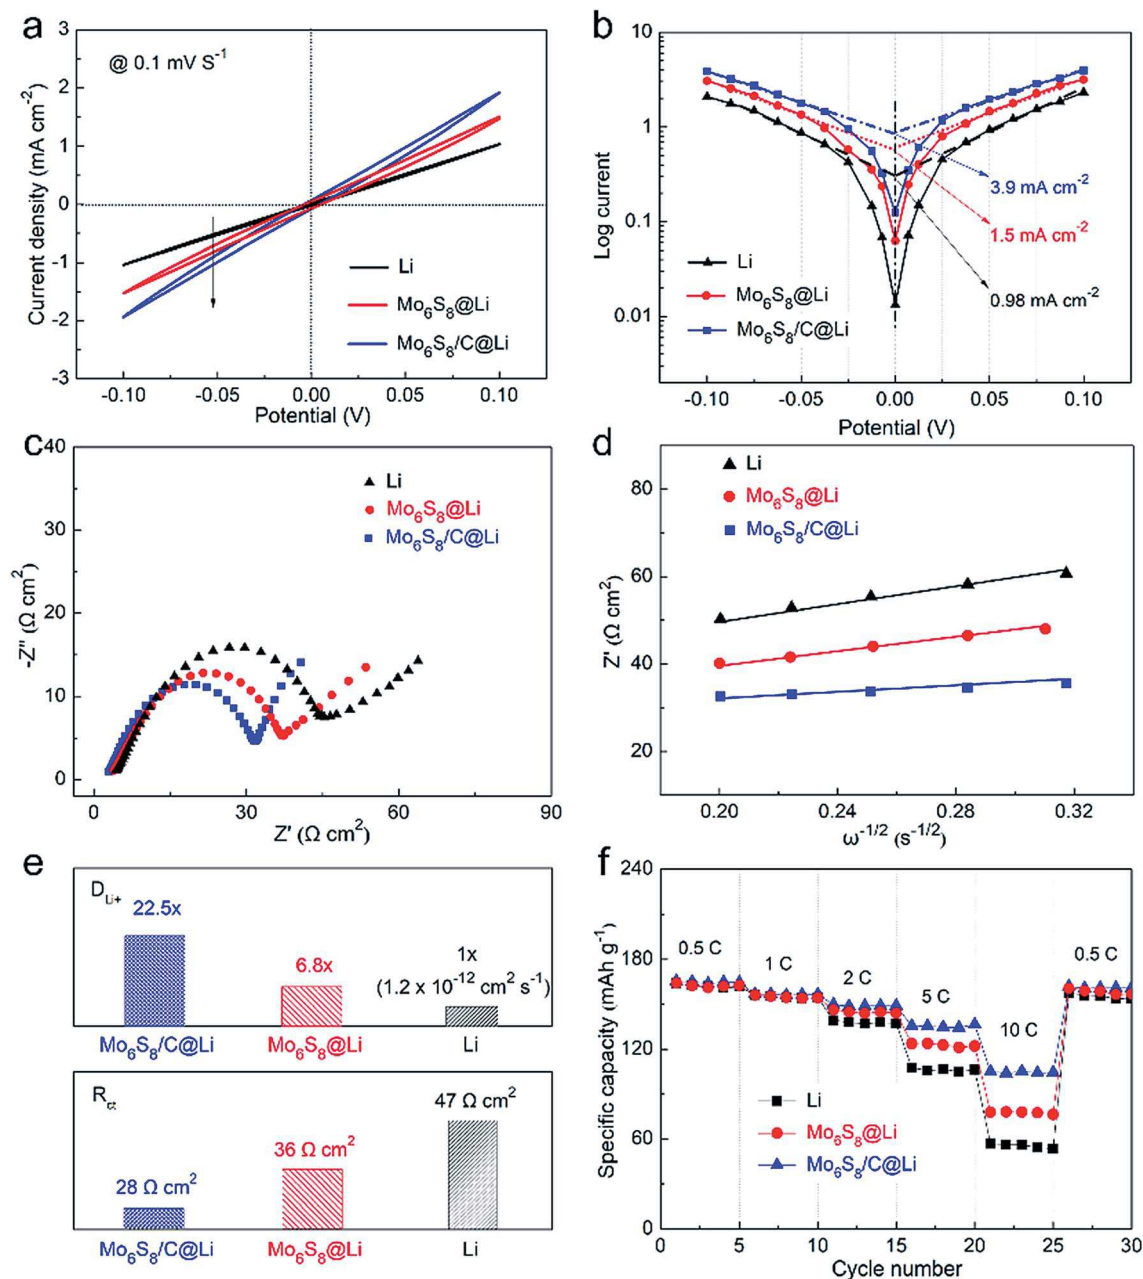 a
@ 0.1 mV S⁻¹
Current density (mA cm⁻²)
3
2
1
0
-1
-2
-3
Li
Mo₆S₈@Li
Mo₆S₈/C@Li
-0.10 -0.05 0.00 0.05 0.10
Potential (V)
b
Log current
10
1
0.1
0.01
3.9 mA cm⁻²
1.5 mA cm⁻²
0.98 mA cm⁻²
Li
Mo₆S₈@Li
Mo₆S₈/C@Li
-0.10 -0.05 0.00 0.05 0.10
Potential (V)
c
-Z″ (Ω cm²)
40
30
20
10
0
Li
Mo₆S₈@Li
Mo₆S₈/C@Li
0 30 60 90
Z′ (Ω cm²)
d
Z′ (Ω cm²)
80
60
40
20
Li
Mo₆S₈@Li
Mo₆S₈/C@Li
0.20 0.24 0.28 0.32
ω⁻¹ᐟ² (s⁻¹ᐟ²)
e
D Li+
22.5x
6.8x
1x
(1.2 x 10⁻¹² cm² s⁻¹)
Mo₆S₈/C@Li Mo₆S₈@Li Li
R ct
28 Ω cm²
36 Ω cm²
47 Ω cm²
Mo₆S₈/C@Li Mo₆S₈@Li Li
f
Specific capacity (mAh g⁻¹)
240
180
120
60
0
0.5 C
1 C
2 C
5 C
10 C
0.5 C
Li
Mo₆S₈@Li
Mo₆S₈/C@Li
0 5 10 15 20 25 30
Cycle number